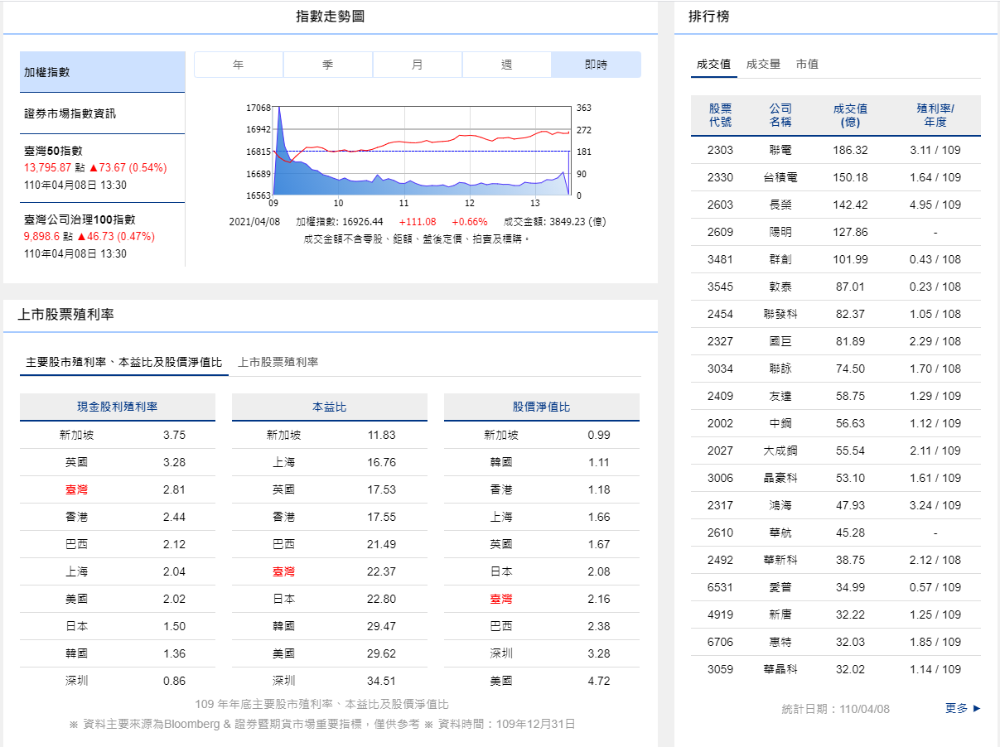 指數走勢圖
加權指數
證券市場指數資訊
臺灣50指數
13,795.87 點 ▲73.67 (0.54%)
110年04月08日 13:30
臺灣公司治理100指數
9,898.6 點 ▲46.73 (0.47%)
110年04月08日 13:30
年 季 月 週 即時
17068 363
16942 272
16815 181
16689 90
16563 0
09 10 11 12 13
2021/04/08 加權指數: 16926.44 +111.08 +0.66% 成交金額: 3849.23 (億)
成交金額不含零股、鉅額、盤後定價、拍賣及標購。
上市股票殖利率
主要股市殖利率、本益比及股價淨值比 上市股票殖利率
現金股利殖利率 本益比 股價淨值比
新加坡 3.75 新加坡 11.83 新加坡 0.99
英國 3.28 上海 16.76 韓國 1.11
臺灣 2.81 英國 17.53 香港 1.18
香港 2.44 香港 17.55 上海 1.66
巴西 2.12 巴西 21.49 英國 1.67
上海 2.04 臺灣 22.37 日本 2.08
美國 2.02 日本 22.80 臺灣 2.16
日本 1.50 韓國 29.47 巴西 2.38
韓國 1.36 美國 29.62 深圳 3.28
深圳 0.86 深圳 34.51 美國 4.72
109 年年底主要股市殖利率、本益比及股價淨值比
※ 資料主要來源為Bloomberg & 證券暨期貨市場重要指標，僅供參考 ※ 資料時間：109年12月31日
排行榜
成交值 成交量 市值
股票 公司 成交值 殖利率/
代號 名稱 (億) 年度
2303 聯電 186.32 3.11 / 109
2330 台積電 150.18 1.64 / 109
2603 長榮 142.42 4.95 / 109
2609 陽明 127.86 -
3481 群創 101.99 0.43 / 108
3545 敦泰 87.01 0.23 / 108
2454 聯發科 82.37 1.05 / 108
2327 國巨 81.89 2.29 / 108
3034 聯詠 74.50 1.70 / 108
2409 友達 58.75 1.29 / 109
2002 中鋼 56.63 1.12 / 109
2027 大成鋼 55.54 2.11 / 109
3006 晶豪科 53.10 1.61 / 109
2317 鴻海 47.93 3.24 / 109
2610 華航 45.28 -
2492 華新科 38.75 2.12 / 108
6531 愛普 34.99 0.57 / 109
4919 新唐 32.22 1.25 / 109
6706 惠特 32.03 1.85 / 109
3059 華晶科 32.02 1.14 / 109
統計日期：110/04/08 更多 ▶